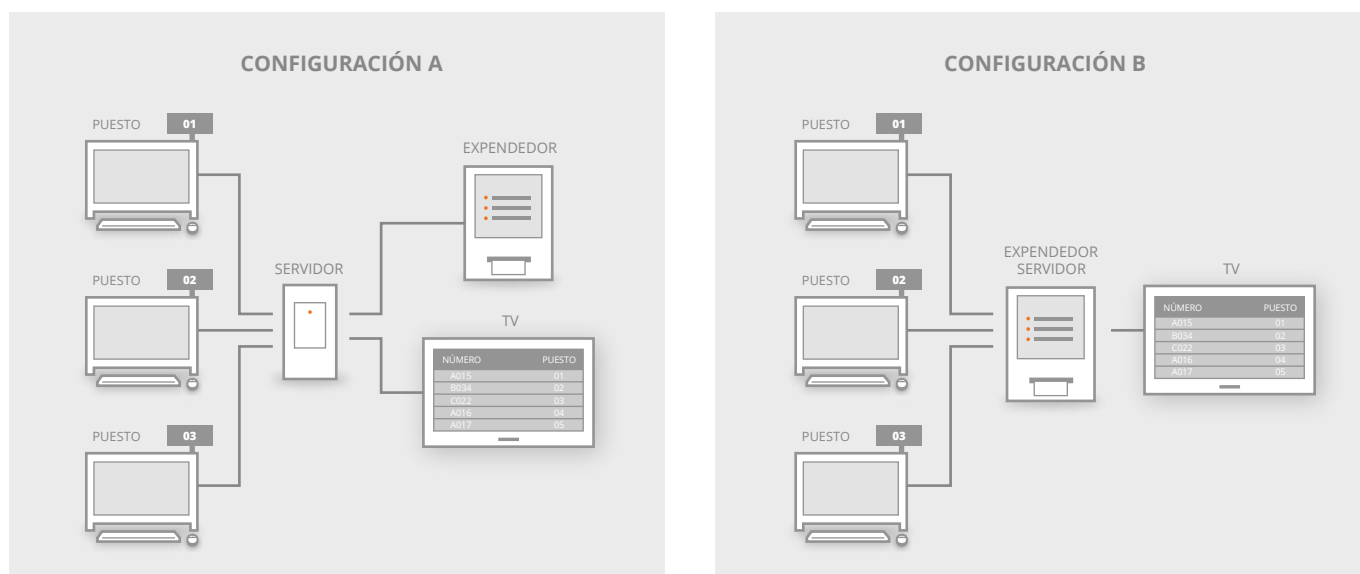 CONFIGURACIÓN A
PUESTO 01
EXPENDEDOR
PUESTO 02
SERVIDOR
TV
NÚMERO PUESTO
A015 01
B034 02
C022 03
A016 04
A017 05
PUESTO 03
CONFIGURACIÓN B
PUESTO 01
EXPENDEDOR
SERVIDOR
PUESTO 02
TV
NÚMERO PUESTO
A015 01
B034 02
C022 03
A016 04
A017 05
PUESTO 03